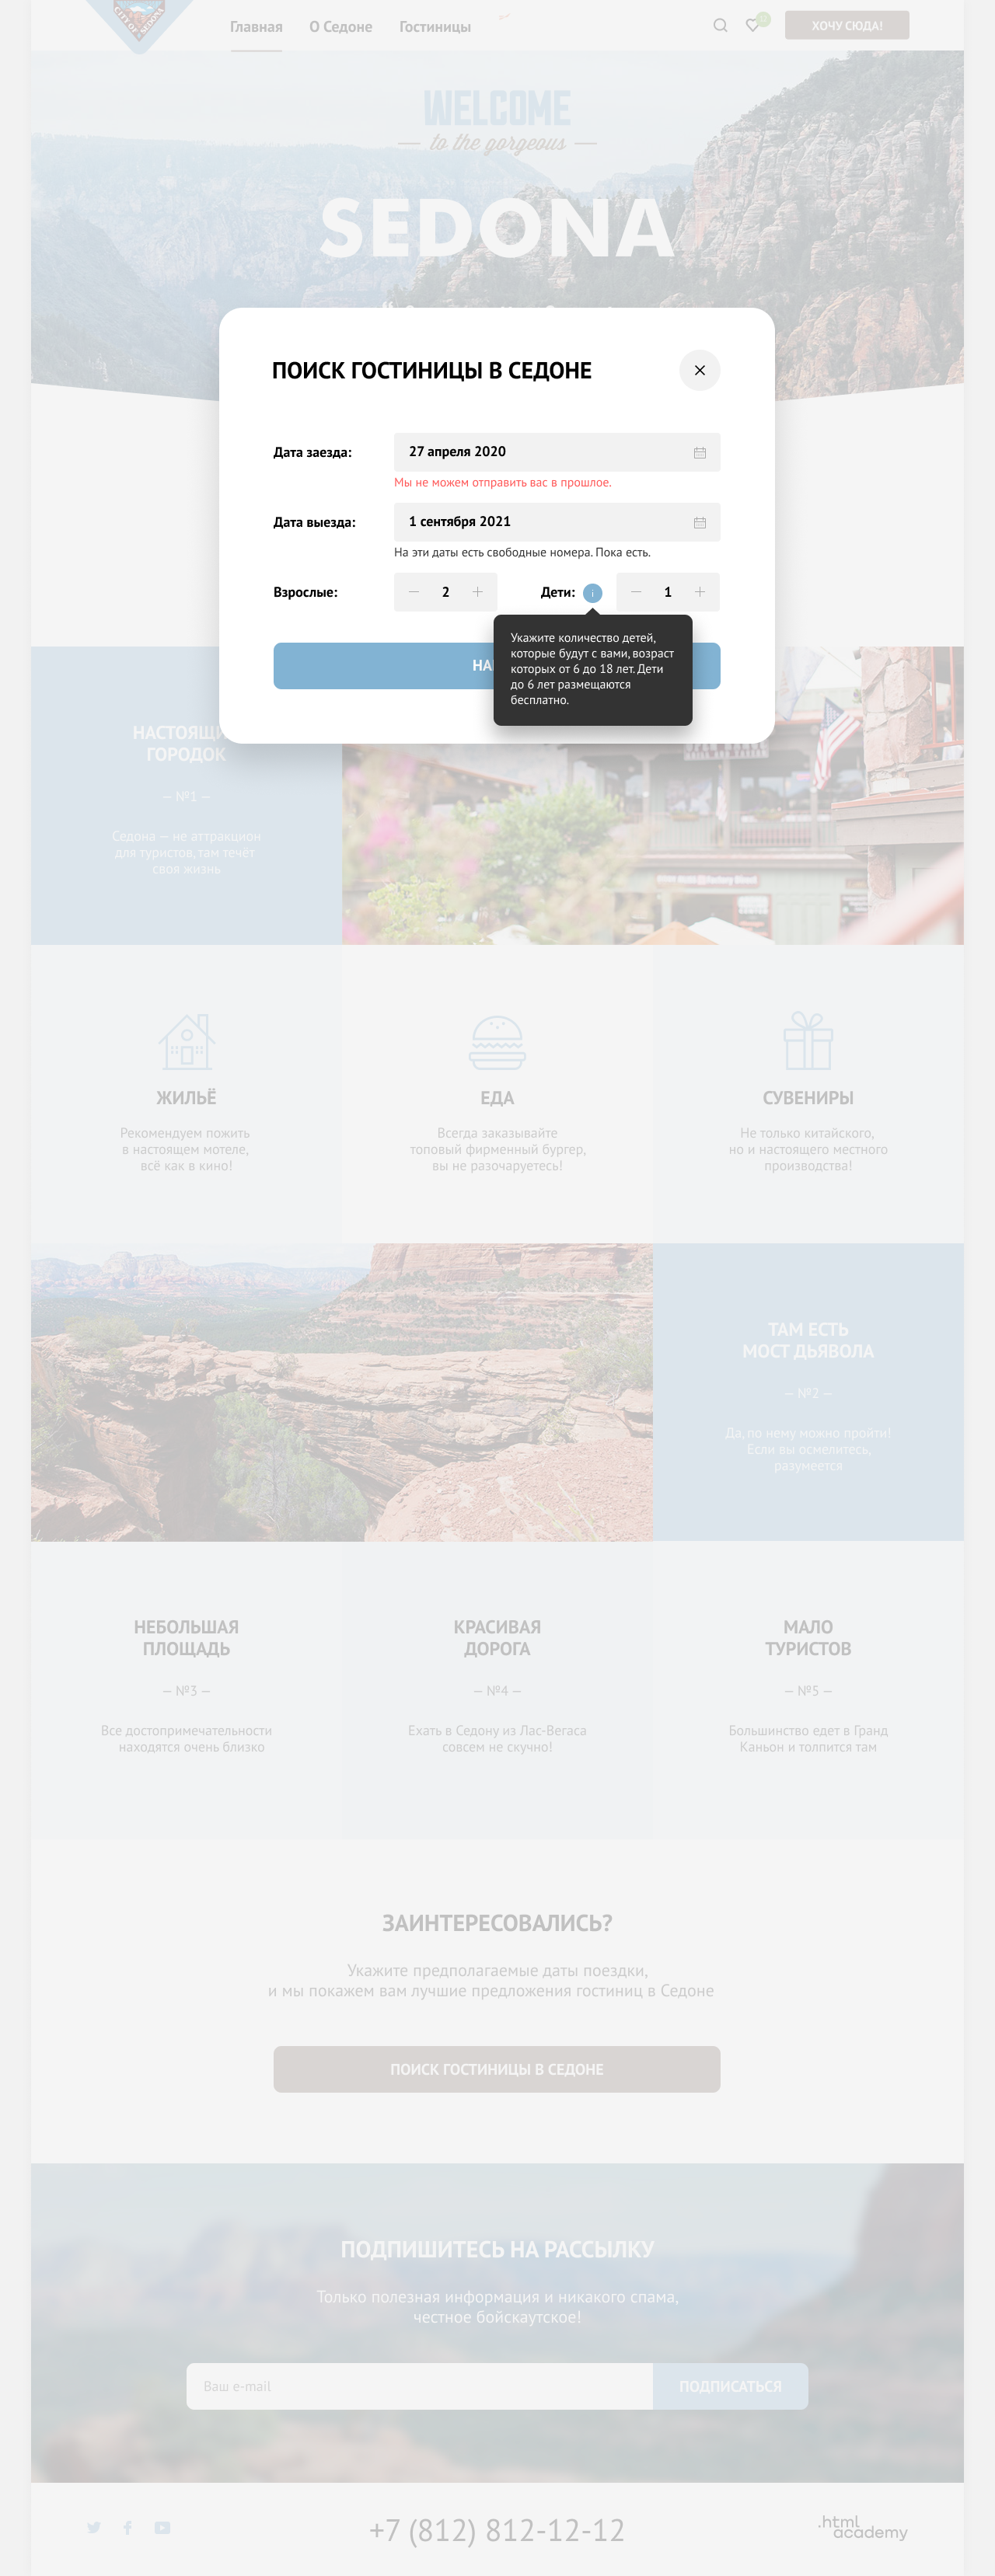 CITY OF SEDONA
Главная
О Седоне
Гостиницы
ХОЧУ СЮДА!
WELCOME
to the gorgeous
SEDONA
ПОИСК ГОСТИНИЦЫ В СЕДОНЕ
Дата заезда:
27 апреля 2020
Мы не можем отправить вас в прошлое.
Дата выезда:
1 сентября 2021
На эти даты есть свободные номера. Пока есть.
Взрослые:
2
Дети:
i
1
Укажите количество детей,
которые будут с вами, возраст
которых от 6 до 18 лет. Дети
до 6 лет размещаются
бесплатно.
ГОРОДОК
— №1 —
Седона — не аттракцион
для туристов, там течёт
своя жизнь
ЖИЛЬЁ
Рекомендуем пожить
в настоящем мотеле,
всё как в кино!
ЕДА
Всегда заказывайте
топовый фирменный бургер,
вы не разочаруетесь!
СУВЕНИРЫ
Не только китайского,
но и настоящего местного
производства!
ТАМ ЕСТЬ
МОСТ ДЬЯВОЛА
— №2 —
Да, по нему можно пройти!
Если вы осмелитесь,
разумеется
НЕБОЛЬШАЯ
ПЛОЩАДЬ
— №3 —
Все достопримечательности
находятся очень близко
КРАСИВАЯ
ДОРОГА
— №4 —
Ехать в Седону из Лас-Вегаса
совсем не скучно!
МАЛО
ТУРИСТОВ
— №5 —
Большинство едет в Гранд
Каньон и толпится там
ЗАИНТЕРЕСОВАЛИСЬ?
Укажите предполагаемые даты поездки,
и мы покажем вам лучшие предложения гостиниц в Седоне
ПОИСК ГОСТИНИЦЫ В СЕДОНЕ
ПОДПИШИТЕСЬ НА РАССЫЛКУ
Только полезная информация и никакого спама,
честное бойскаутское!
Ваш e-mail
ПОДПИСАТЬСЯ
+7 (812) 812-12-12
.html
academy